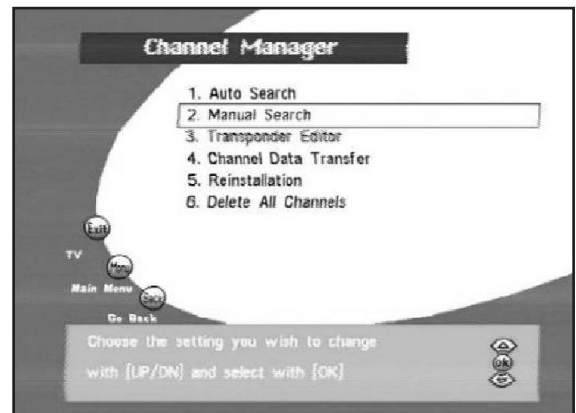 Channel Manager
1. Auto Search
2. Manual Search
3. Transponder Editor
4. Channel Data Transfer
5. Reinstallation
6. Delete All Channels
Exit
TV
Menu
Main Menu
Back
Go Back
Choose the setting you wish to change
with [UP/DN] and select with [OK]
ok